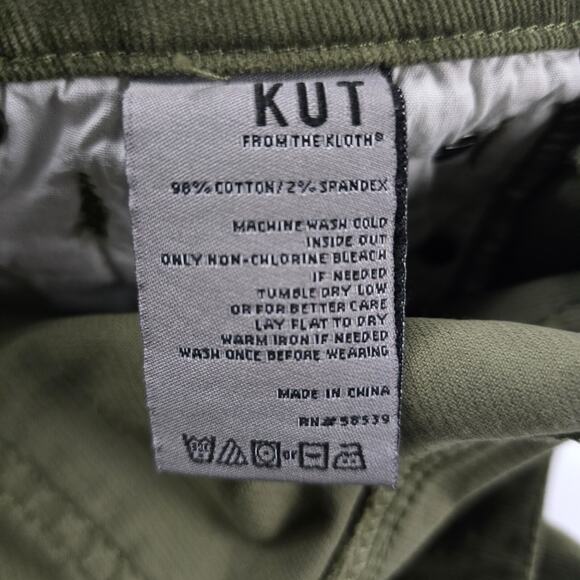 KUT
FROM THE KLOTH®
98% COTTON/2% SPANDEX
MACHINE WASH COLD
INSIDE OUT
ONLY NON-CHLORINE BLEACH
IF NEEDED
TUMBLE DRY LOW
OR FOR BETTER CARE
LAY FLAT TO DRY
WARM IRON IF NEEDED
WASH ONCE BEFORE WEARING
MADE IN CHINA
RN# 58539
or